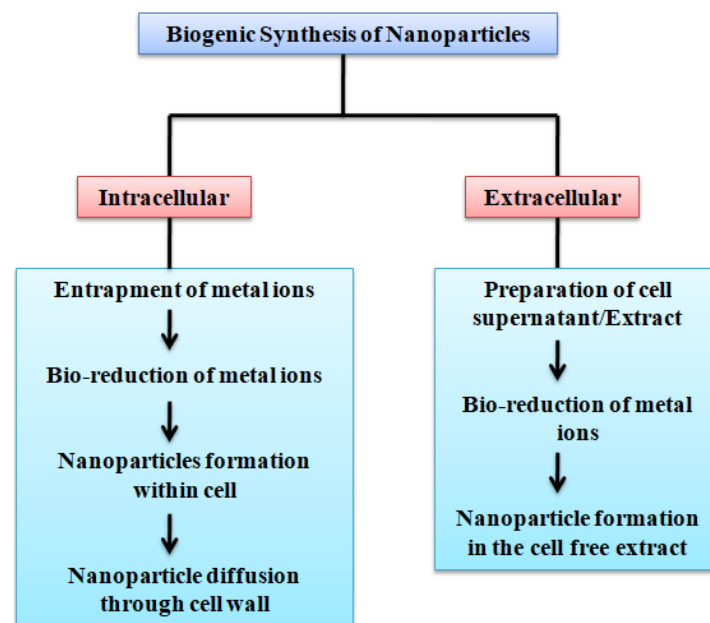 Biogenic Synthesis of Nanoparticles
Intracellular
Extracellular
Entrapment of metal ions
Bio-reduction of metal ions
Nanoparticles formation
within cell
Nanoparticle diffusion
through cell wall
Preparation of cell
supernatant/Extract
Bio-reduction of metal
ions
Nanoparticle formation
in the cell free extract